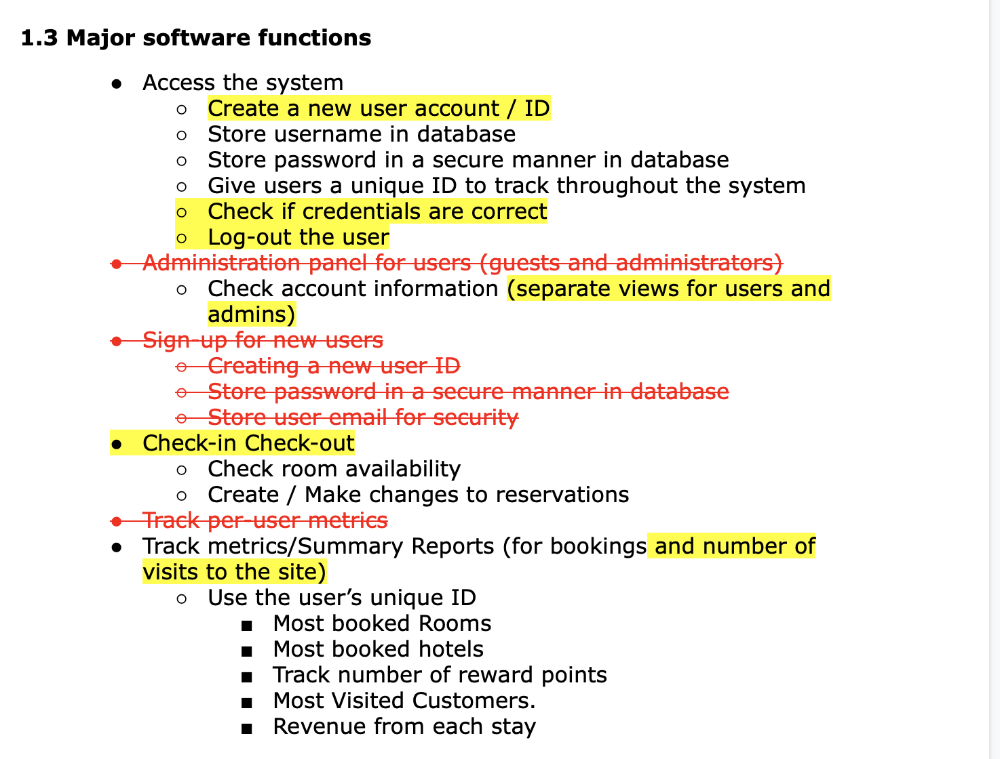 1.3 Major software functions
● Access the system
○ Create a new user account / ID
○ Store username in database
○ Store password in a secure manner in database
○ Give users a unique ID to track throughout the system
○ Check if credentials are correct
○ Log-out the user
● Administration panel for users (guests and administrators)
○ Check account information (separate views for users and
admins)
● Sign-up for new users
○ Creating a new user ID
○ Store password in a secure manner in database
○ Store user email for security
● Check-in Check-out
○ Check room availability
○ Create / Make changes to reservations
● Track per-user metrics
● Track metrics/Summary Reports (for bookings and number of
visits to the site)
○ Use the user’s unique ID
■ Most booked Rooms
■ Most booked hotels
■ Track number of reward points
■ Most Visited Customers.
■ Revenue from each stay